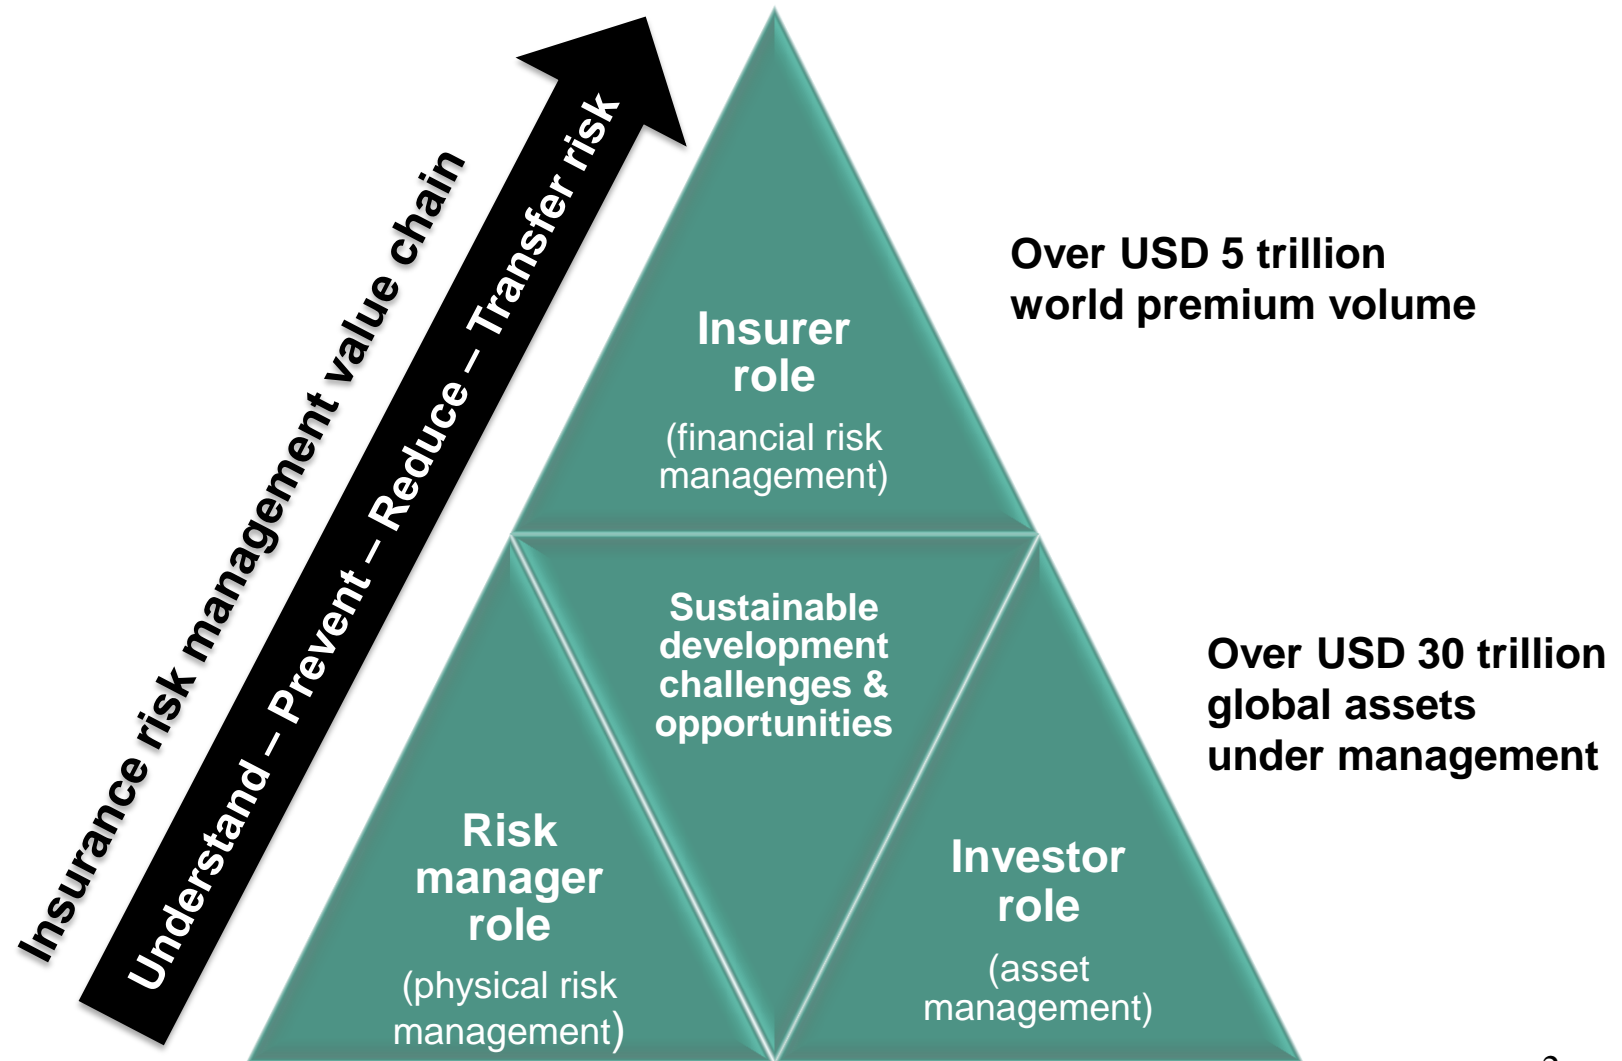 Insurance risk management value chain
Understand – Prevent – Reduce – Transfer risk
Insurer
role
(financial risk
management)
Over USD 5 trillion
world premium volume
Sustainable
development
challenges &
opportunities
Over USD 30 trillion
global assets
under management
Risk
manager
role
(physical risk
management)
Investor
role
(asset
management)